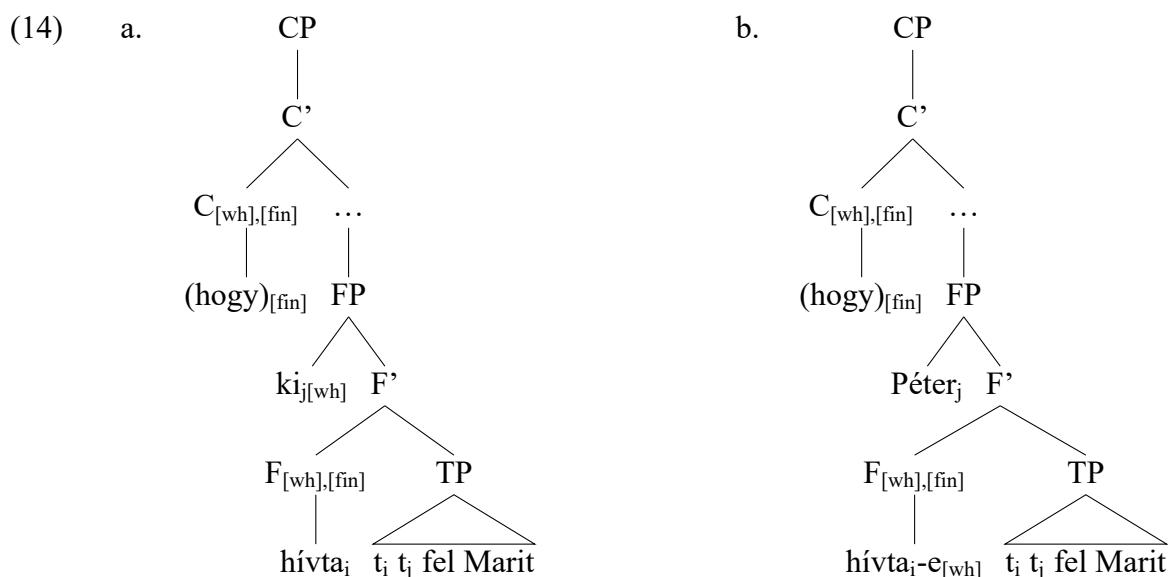 (14) a. CP b. CP
C’ C’
C[wh],[fin] … C[wh],[fin] …
(hogy)[fin] FP (hogy)[fin] FP
kij[wh] F’ Péterj F’
F[wh],[fin] TP F[wh],[fin] TP
hívtai ti tj fel Marit hívtai-e[wh] ti tj fel Marit